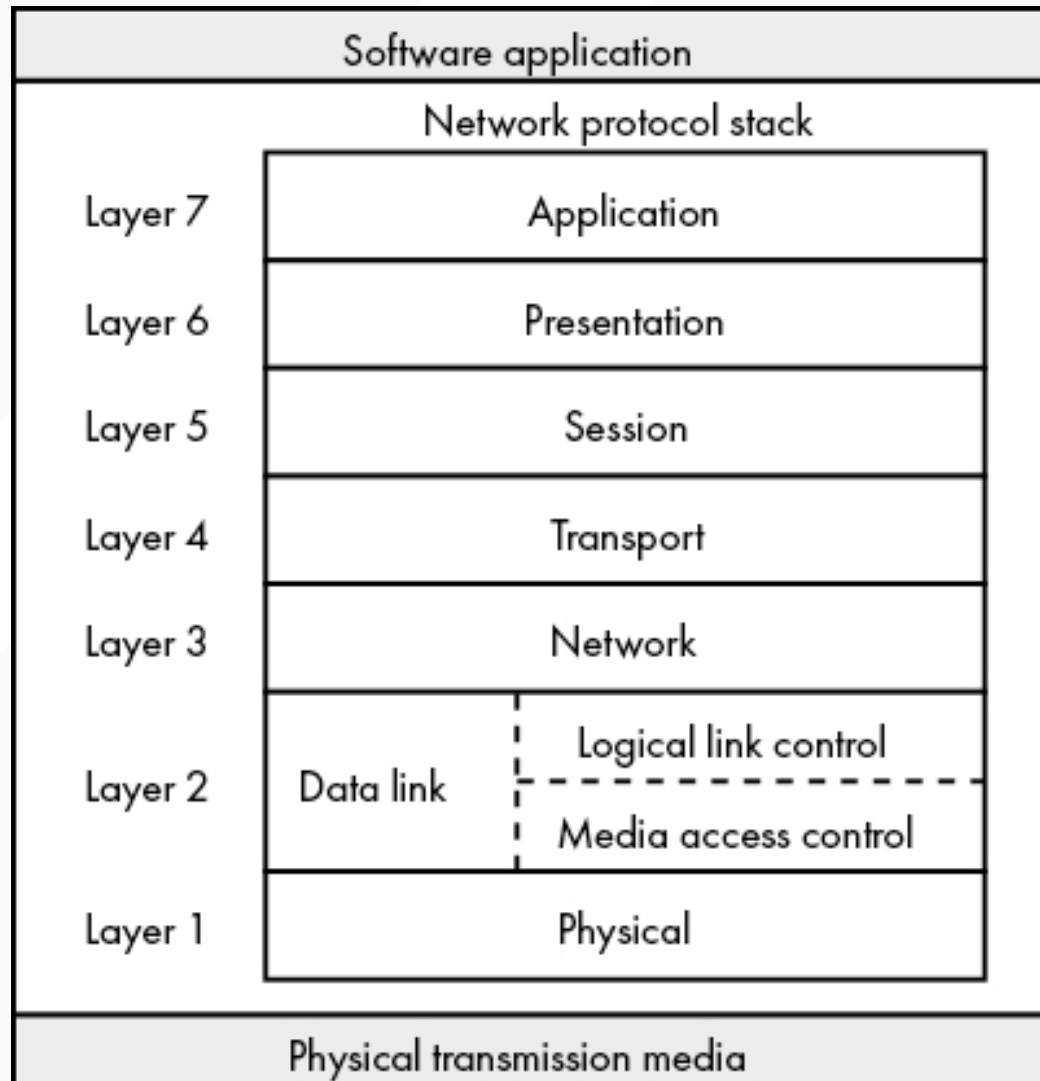 Software application
Network protocol stack
Layer 7 Application
Layer 6 Presentation
Layer 5 Session
Layer 4 Transport
Layer 3 Network
Layer 2 Data link
Logical link control
Media access control
Layer 1 Physical
Physical transmission media